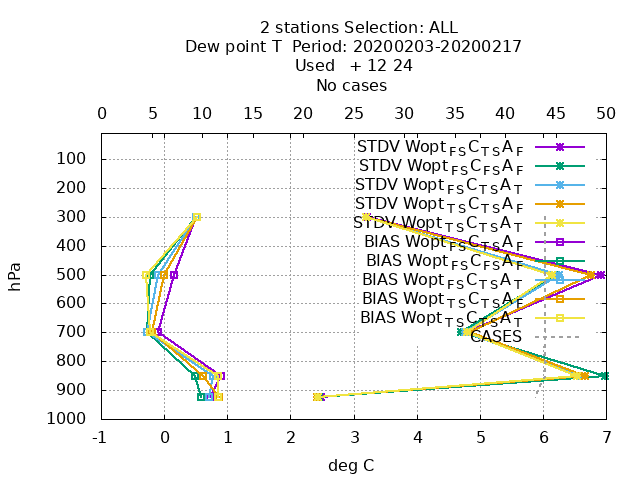 2 stations Selection: ALL
Dew point T  Period: 20200203-20200217
Used   + 12 24
No cases
0 5 10 15 20 25 30 35 40 45 50
STDV Wopt_FS C_TS A_F
STDV Wopt_FS C_FS A_F
STDV Wopt_FS C_TS A_T
STDV Wopt_TS C_TS A_F
STDV Wopt_TS C_TS A_T
BIAS Wopt_FS C_TS A_F
BIAS Wopt_FS C_FS A_F
BIAS Wopt_FS C_TS A_T
BIAS Wopt_TS C_TS A_F
BIAS Wopt_TS C_TS A_T
CASES
hPa
100
200
300
400
500
600
700
800
900
1000
-1 0 1 2 3 4 5 6 7
deg C